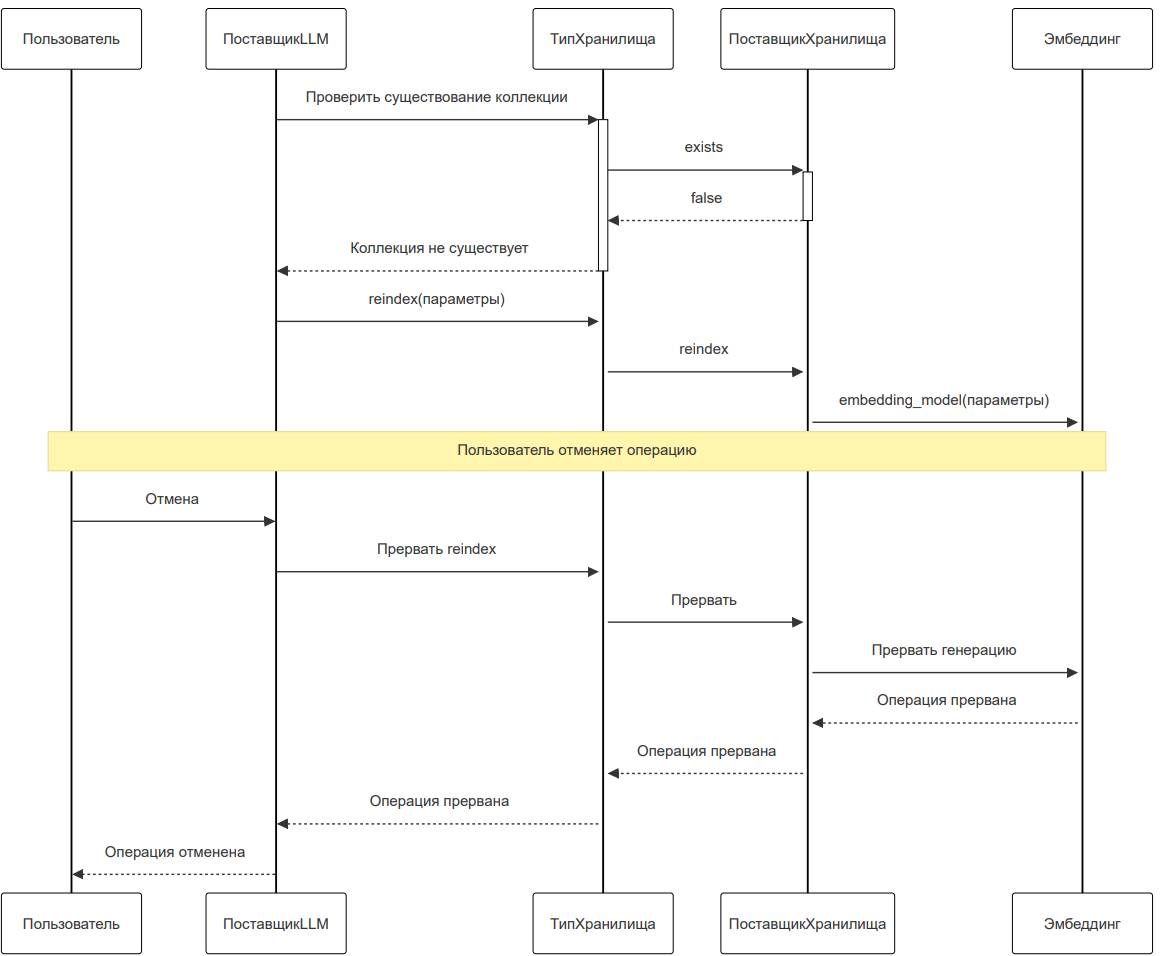 Пользователь
ПоставщикLLM
ТипХранилища
ПоставщикХранилища
Эмбеддинг
Проверить существование коллекции
exists
false
Коллекция не существует
reindex(параметры)
reindex
embedding_model(параметры)
Пользователь отменяет операцию
Отмена
Прервать reindex
Прервать
Прервать генерацию
Операция прервана
Операция прервана
Операция прервана
Операция отменена
Пользователь
ПоставщикLLM
ТипХранилища
ПоставщикХранилища
Эмбеддинг